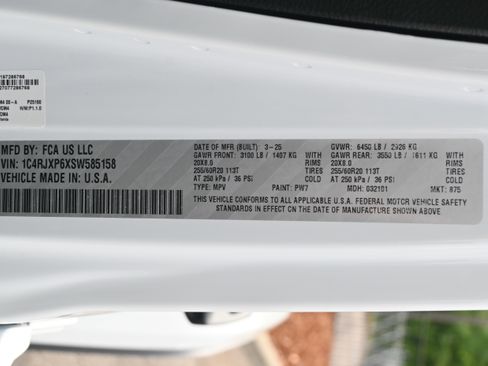 MFD BY: FCA US LLC
VIN: 1C4RJXP6XSW585158
VEHICLE MADE IN: U.S.A.
DATE OF MFR (BUILT): 3-25
GVWR: 6450 LB / 2926 KG
GAWR FRONT: 3100 LB / 1407 KG
WITH
GAWR REAR: 3550 LB / 1611 KG
WITH
20X8.0
RIMS
20X8.0
RIMS
255/60R20 113T
TIRES
255/60R20 113T
TIRES
AT 250 kPa / 36 PSI
COLD
AT 250 kPa / 36 PSI
COLD
TYPE: MPV
PAINT: PW7
MDH: 032101
MKT: 875
THIS VEHICLE CONFORMS TO ALL APPLICABLE U.S.A. FEDERAL MOTOR VEHICLE SAFETY
STANDARDS IN EFFECT ON THE DATE OF MANUFACTURE SHOWN ABOVE.